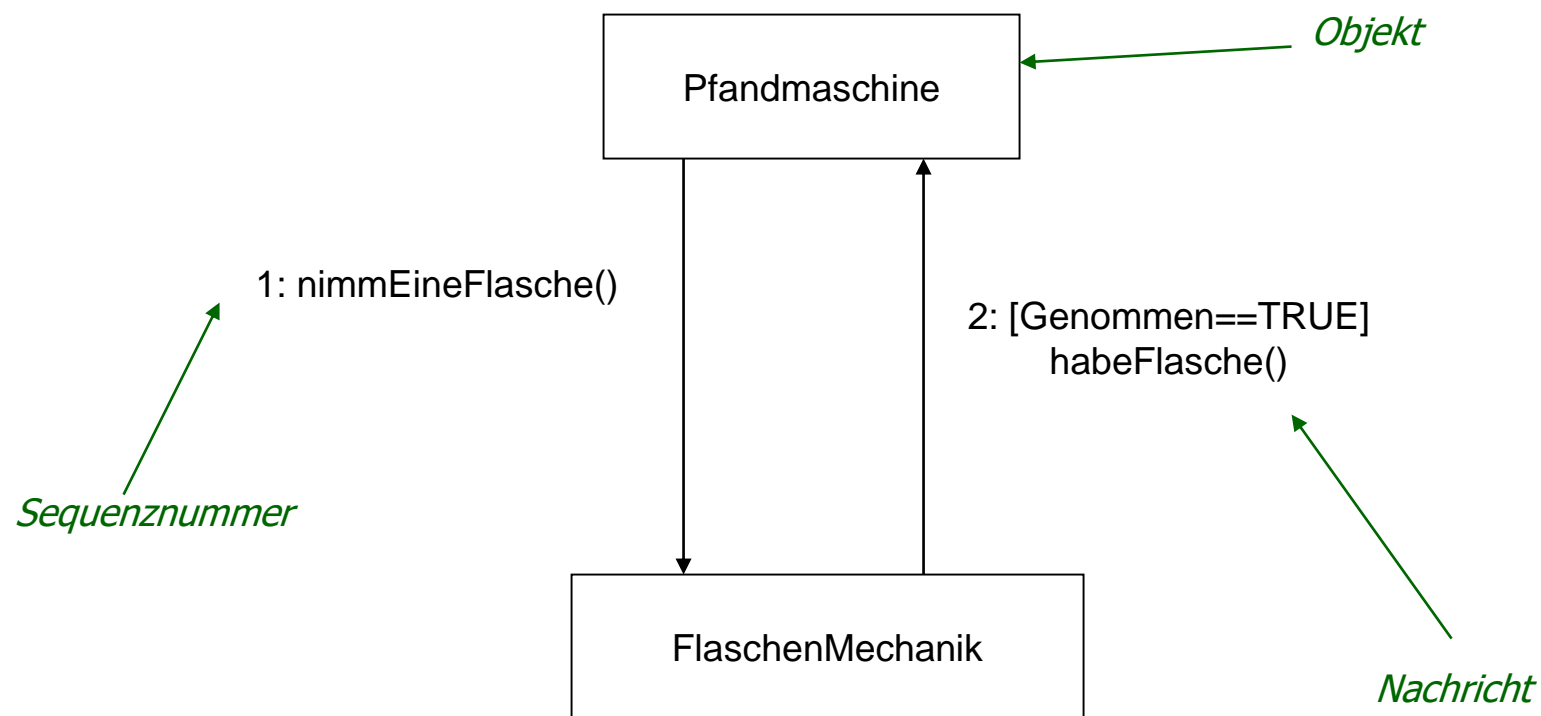 Objekt
Pfandmaschine
1: nimmEineFlasche()
2: [Genommen==TRUE]
habeFlasche()
Sequenznummer
FlaschenMechanik
Nachricht